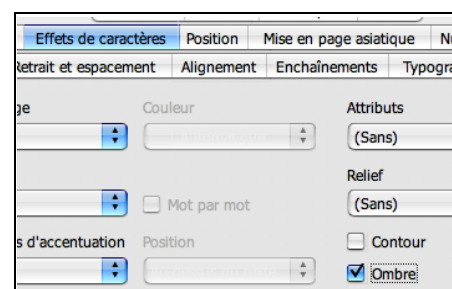 Effets de caractères Position Mise en page asiatique
Retrait et espacement Alignement Enchaînements
Couleur Attributs
(Sans)
Relief
Mot par mot (Sans)
d'accentuation Position Contour
Ombre